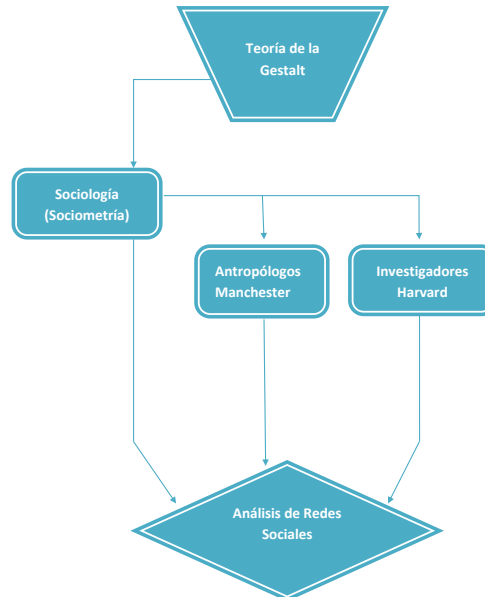 Teoría de la
Gestalt
Sociología
(Sociometría)
Antropólogos
Manchester
Investigadores
Harvard
Análisis de Redes
Sociales